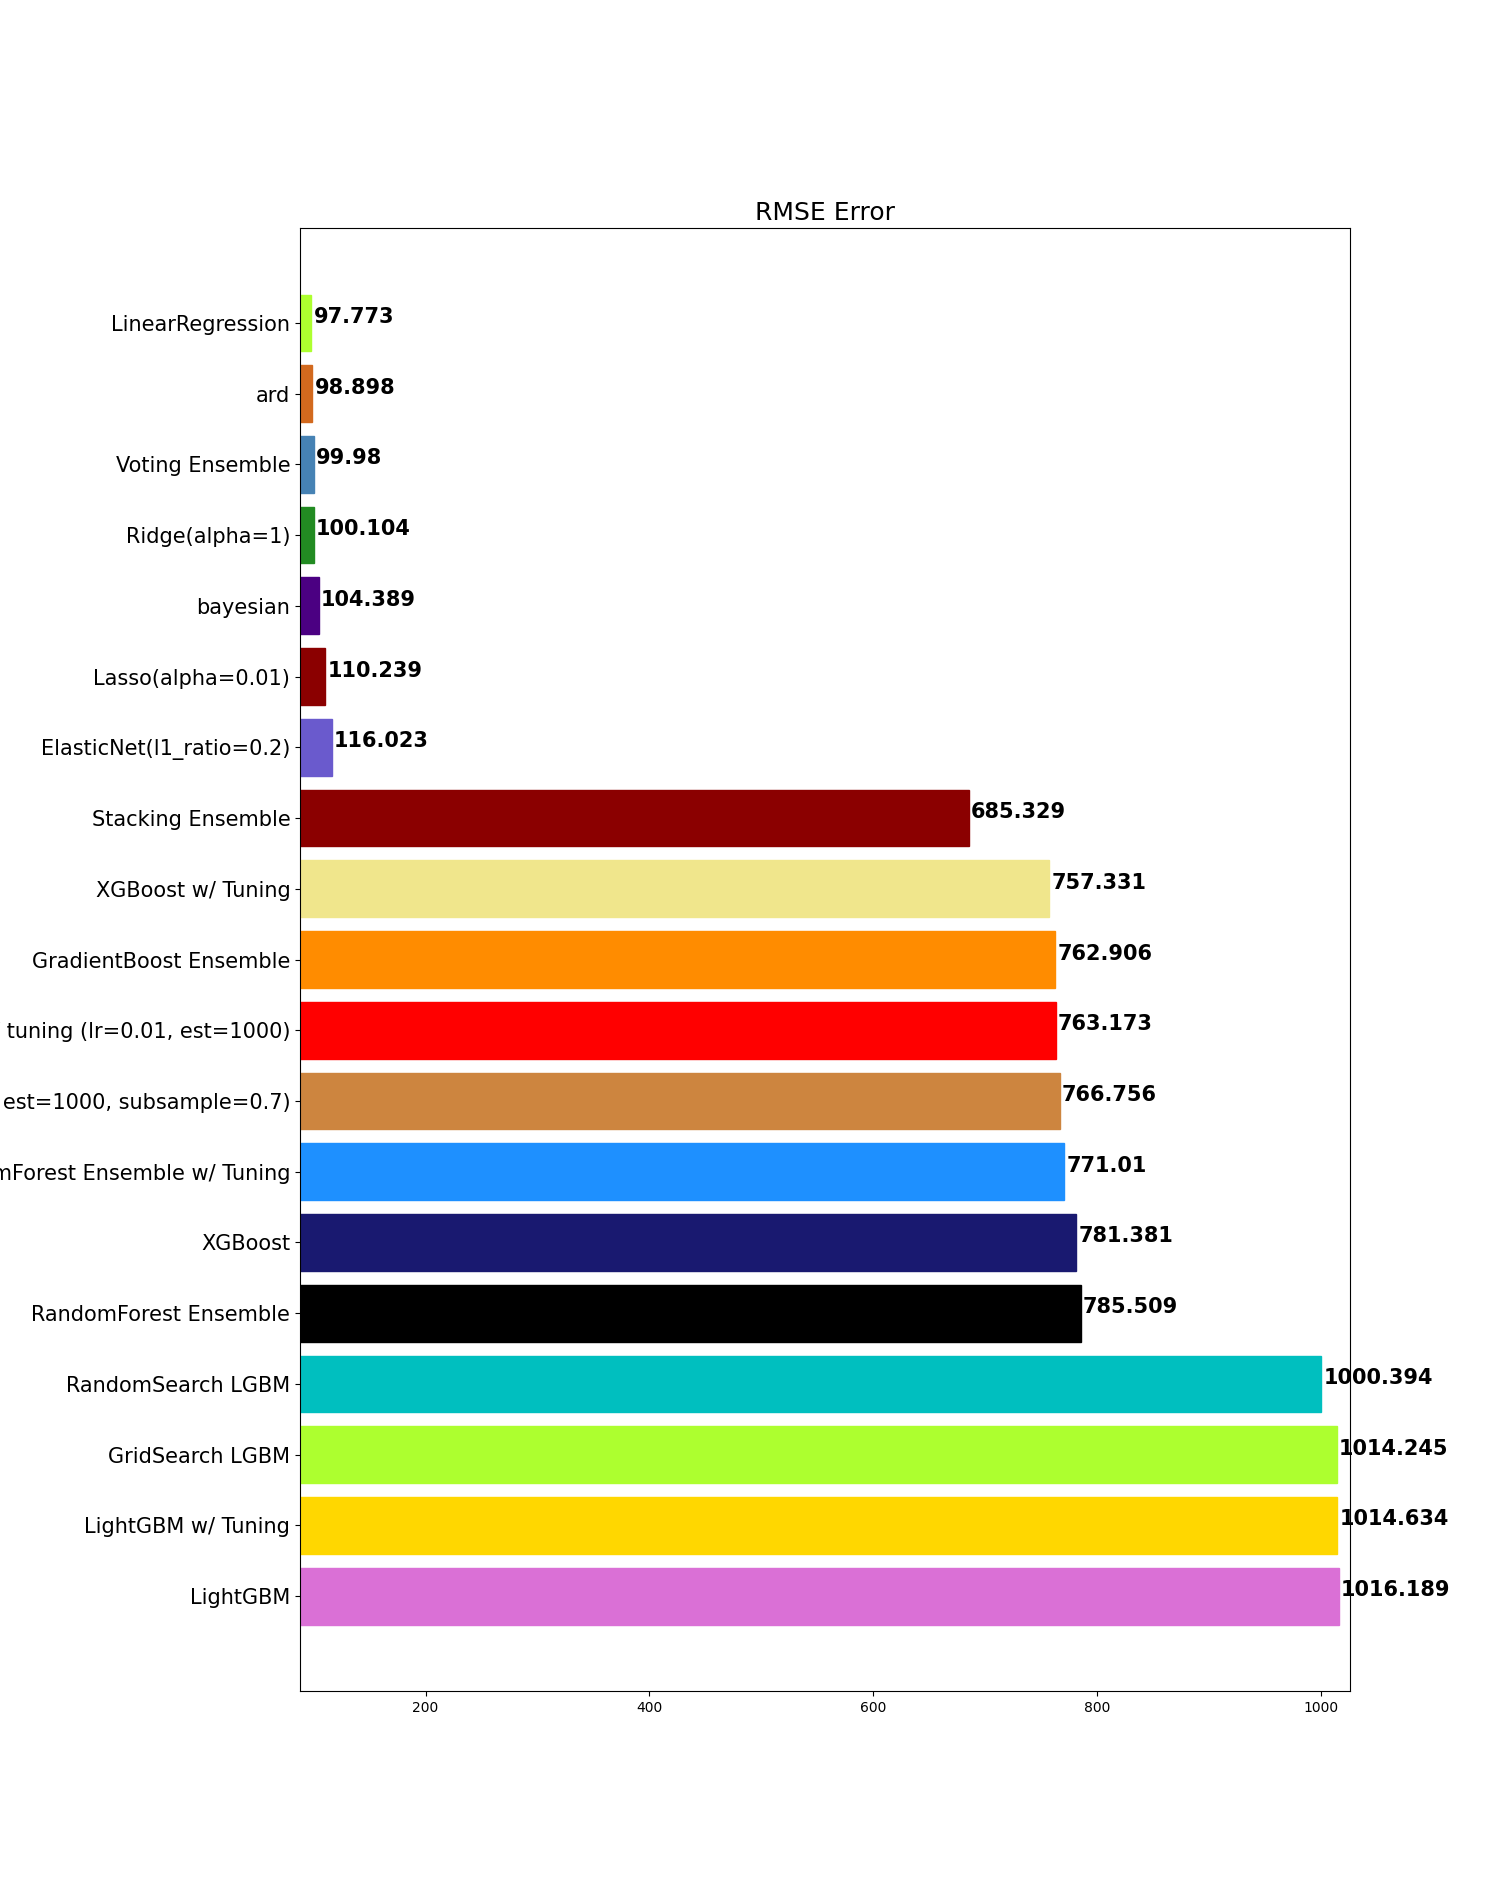 RMSE Error
LinearRegression 97.773
ard 98.898
Voting Ensemble 99.98
Ridge(alpha=1) 100.104
bayesian 104.389
Lasso(alpha=0.01) 110.239
ElasticNet(l1_ratio=0.2) 116.023
Stacking Ensemble 685.329
XGBoost w/ Tuning 757.331
GradientBoost Ensemble 762.906
tuning (lr=0.01, est=1000) 763.173
est=1000, subsample=0.7) 766.756
mForest Ensemble w/ Tuning 771.01
XGBoost 781.381
RandomForest Ensemble 785.509
RandomSearch LGBM 1000.394
GridSearch LGBM 1014.245
LightGBM w/ Tuning 1014.634
LightGBM 1016.189
200 400 600 800 1000